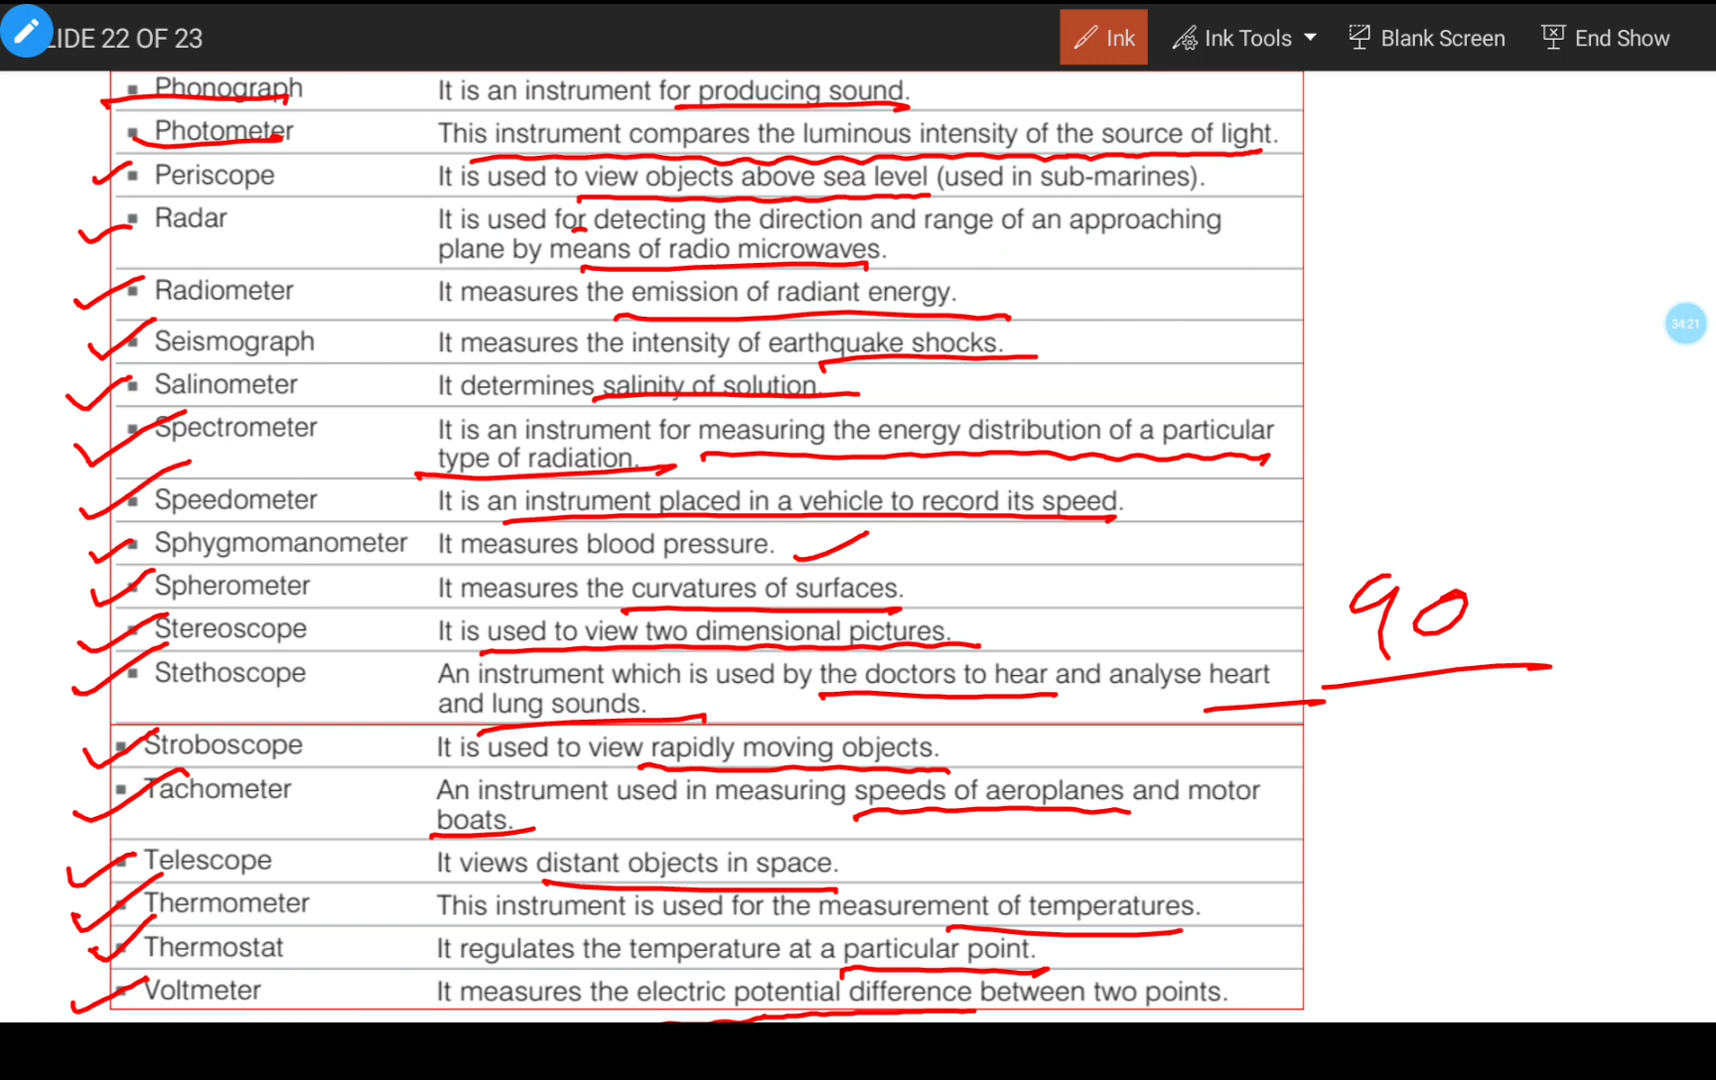 LIDE 22 OF 23 Ink Ink Tools Blank Screen End Show
Phonograph It is an instrument for producing sound.
Photometer This instrument compares the luminous intensity of the source of light.
Periscope It is used to view objects above sea level (used in sub-marines).
Radar It is used for detecting the direction and range of an approaching
plane by means of radio microwaves.
Radiometer It measures the emission of radiant energy.
34:21
Seismograph It measures the intensity of earthquake shocks.
Salinometer It determines salinity of solution.
Spectrometer It is an instrument for measuring the energy distribution of a particular
type of radiation.
Speedometer It is an instrument placed in a vehicle to record its speed.
Sphygmomanometer It measures blood pressure.
Spherometer It measures the curvatures of surfaces.
90
Stereoscope It is used to view two dimensional pictures.
Stethoscope An instrument which is used by the doctors to hear and analyse heart
and lung sounds.
Stroboscope It is used to view rapidly moving objects.
Tachometer An instrument used in measuring speeds of aeroplanes and motor
boats.
Telescope It views distant objects in space.
Thermometer This instrument is used for the measurement of temperatures.
Thermostat It regulates the temperature at a particular point.
Voltmeter It measures the electric potential difference between two points.